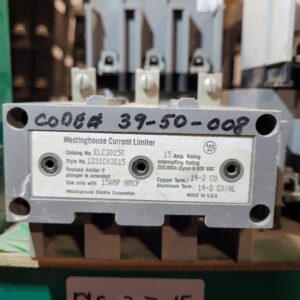 CODE# 39-50-008
Westinghouse Current Limiter
Catalog No. ELC3015R
Style No. 1231C03G15
Replace limiter if
plunger is extended
Use only with 15AMP HMCP
Westinghouse Electric Corporation
15 Amp. Rating
Interrupting Rating
200,000A (Sym) @ 600 VAC
Copper Term.: 14-2 CU
Aluminum Term.: 14-2 CU/AL
MADE IN U.S.A.